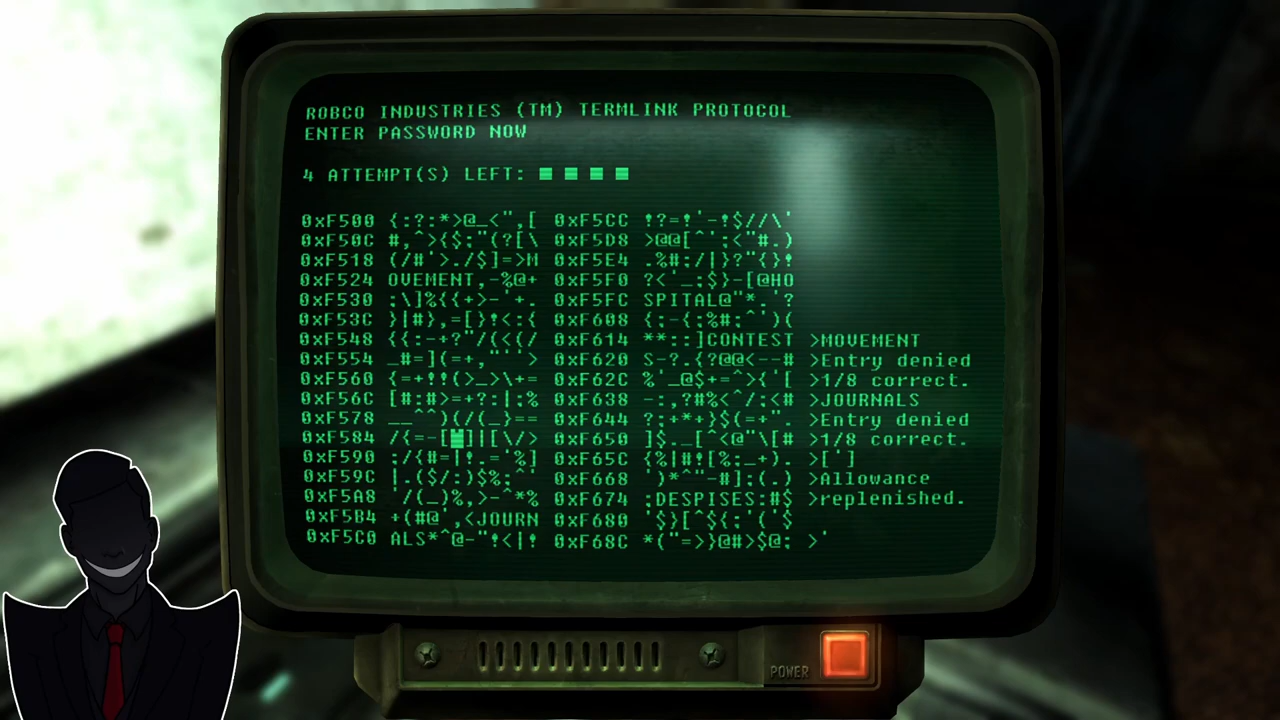 ROBCO INDUSTRIES (TM) TERMLINK PROTOCOL
ENTER PASSWORD NOW
4 ATTEMPT(S) LEFT: ■ ■ ■ ■
0xF500 {:?:*>@_<",[ 0xF5CC !?=!'-!$//\'
0xF50C #,^>{$;"(?[\ 0xF5D8 >@@[^':<"#.)
0xF518 (/#'>./$]=>M 0xF5E4 .%#;/|}?"{}!
0xF524 OVEMENT,-%@+ 0xF5F0 ?<'_;$}-[@HO
0xF530 ;\]%{{+>-'+. 0xF5FC SPITAL@"*.'?
0xF53C }|#},=[}!<:{ 0xF608 {;-{;%#;^')(
0xF548 {{:-+?"/(<(/ 0xF614 **::]CONTEST >MOVEMENT
0xF554 _#=](=+,"'`> 0xF620 S-?.{?@@<--# >Entry denied
0xF560 {=+!!(>_>\+= 0xF62C %'_@$+=^>{'[ >1/8 correct.
0xF56C [#:#>=+?:|;% 0xF638 -:,?#%<^/;<# >JOURNALS
0xF578 __^^)(/(_}== 0xF644 ?;+*+}$(=+". >Entry denied
0xF584 /{=-[■]|[\/> 0xF650 ]$._[^<@"\[# >1/8 correct.
0xF590 :/{#=|!.='%] 0xF65C {%|#![%;_+). >[']
0xF59C |.($/:)$%;^' 0xF668 ')*^"-#];(.) >Allowance
0xF5A8 '/(_)%,>-^*% 0xF674 ;DESPISES:#$ >replenished.
0xF5B4 +(#@',<JOURN 0xF680 '$}[^${;'('$
0xF5C0 ALS*^@-"!<|! 0xF68C *("=>}@#>$@; >'
POWER